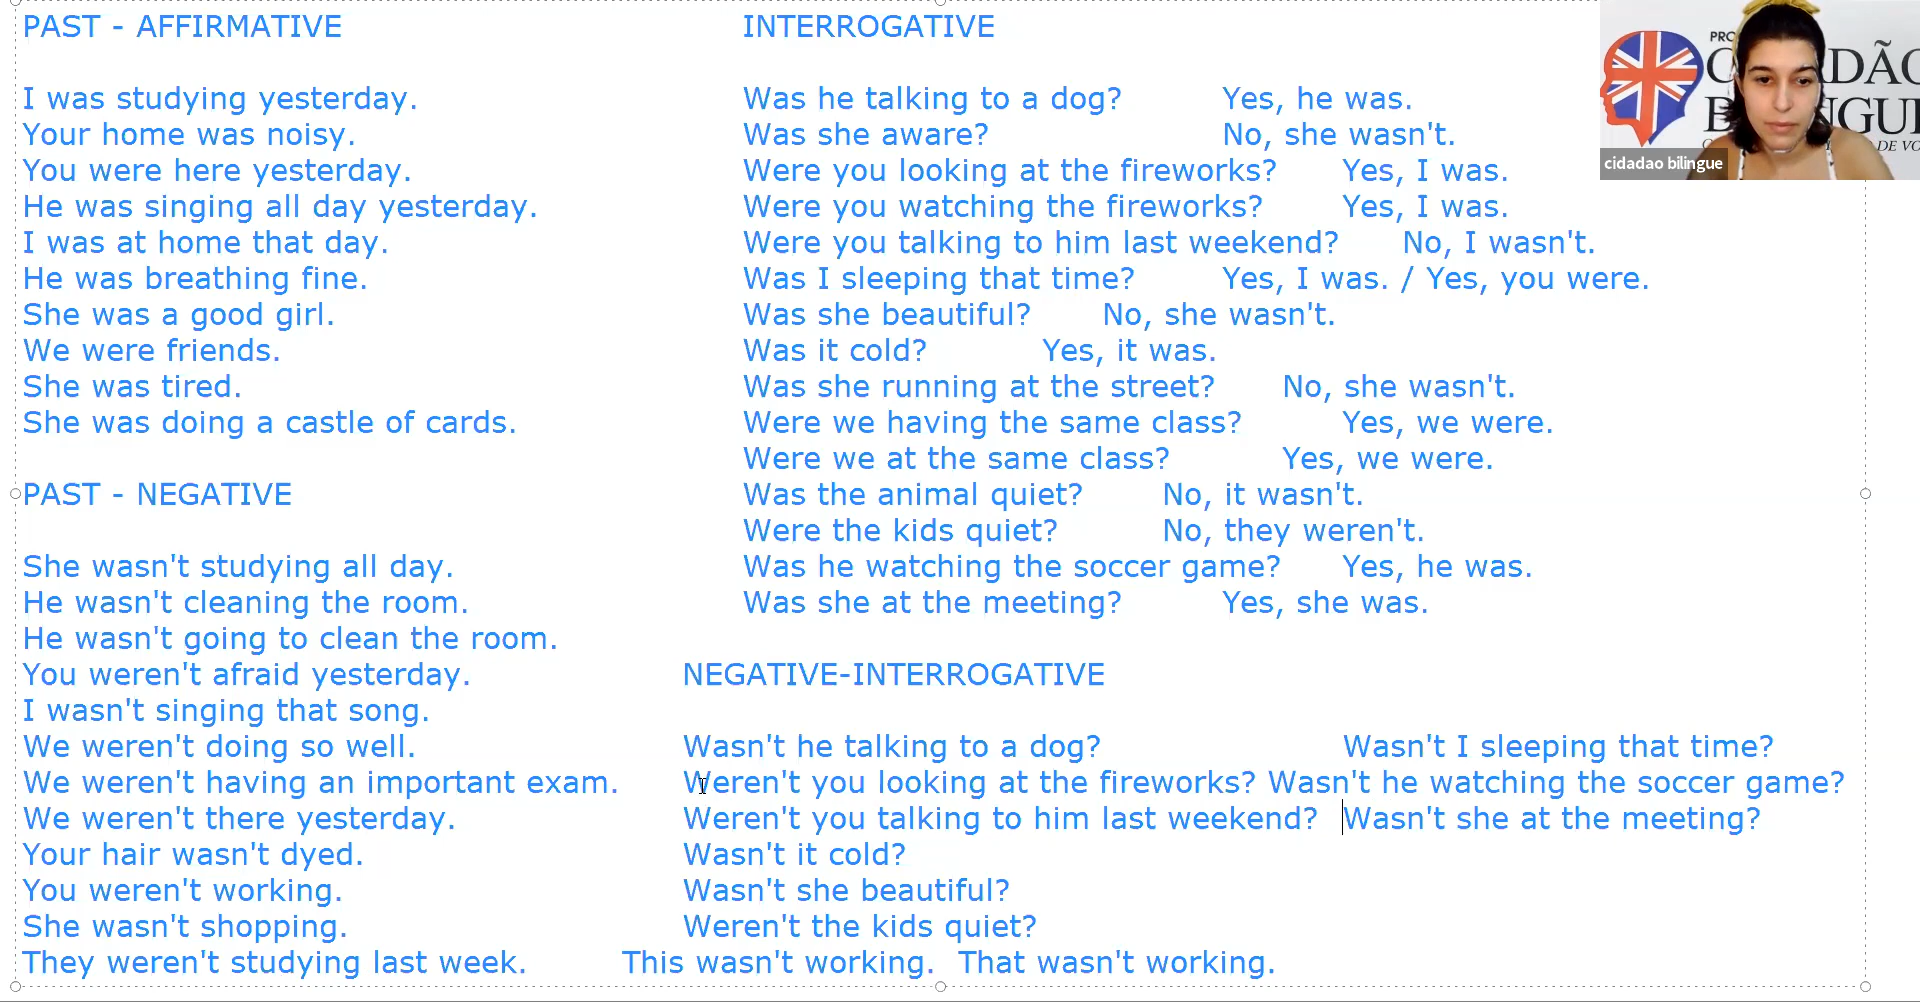 PAST - AFFIRMATIVE
I was studying yesterday.
Your home was noisy.
You were here yesterday.
He was singing all day yesterday.
I was at home that day.
He was breathing fine.
She was a good girl.
We were friends.
She was tired.
She was doing a castle of cards.
PAST - NEGATIVE
She wasn't studying all day.
He wasn't cleaning the room.
He wasn't going to clean the room.
You weren't afraid yesterday.
I wasn't singing that song.
We weren't doing so well.
We weren't having an important exam.
We weren't there yesterday.
Your hair wasn't dyed.
You weren't working.
She wasn't shopping.
They weren't studying last week. This wasn't working. That wasn't working.
INTERROGATIVE
Was he talking to a dog? Yes, he was.
Was she aware? No, she wasn't.
Were you looking at the fireworks? Yes, I was.
Were you watching the fireworks? Yes, I was.
Were you talking to him last weekend? No, I wasn't.
Was I sleeping that time? Yes, I was. / Yes, you were.
Was she beautiful? No, she wasn't.
Was it cold? Yes, it was.
Was she running at the street? No, she wasn't.
Were we having the same class? Yes, we were.
Were we at the same class? Yes, we were.
Was the animal quiet? No, it wasn't.
Were the kids quiet? No, they weren't.
Was he watching the soccer game? Yes, he was.
Was she at the meeting? Yes, she was.
NEGATIVE-INTERROGATIVE
Wasn't he talking to a dog? Wasn't I sleeping that time?
Weren't you looking at the fireworks? Wasn't he watching the soccer game?
Weren't you talking to him last weekend? Wasn't she at the meeting?
Wasn't it cold?
Wasn't she beautiful?
Weren't the kids quiet?
cidadao bilingue